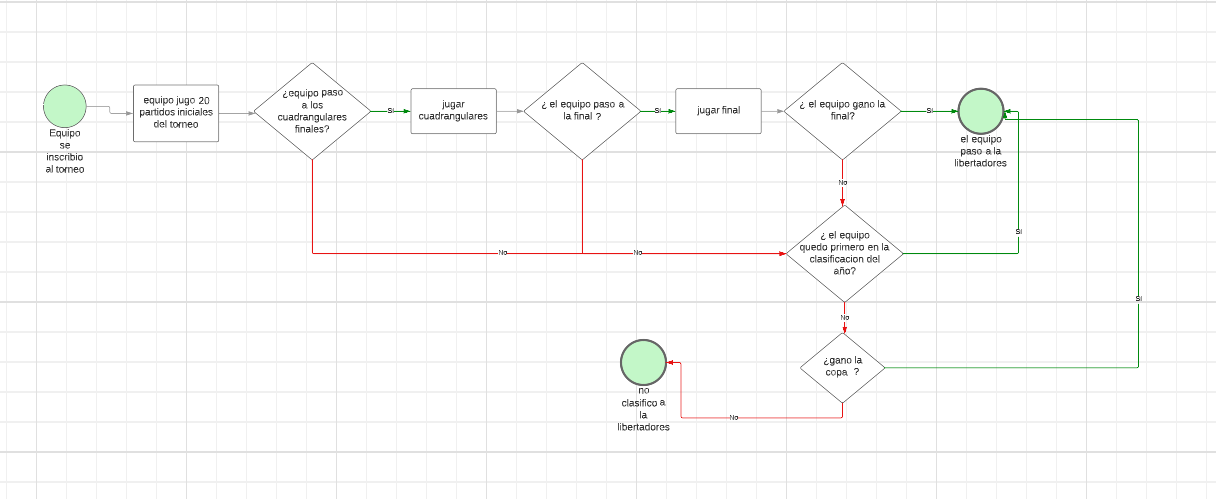 Equipo
se
inscribio
al torneo
equipo jugo 20
partidos iniciales
del torneo
¿equipo paso
a los
cuadrangulares
finales?
Si
jugar
cuadrangulares
¿ el equipo paso a
la final ?
Si
jugar final
¿ el equipo gano la
final?
Si
el equipo
paso a la
libertadores
No
No
No
¿ el equipo
quedo primero en la
clasificacion del
año?
Si
No
¿gano la
copa ?
Si
No
no
clasifico a
la
libertadores